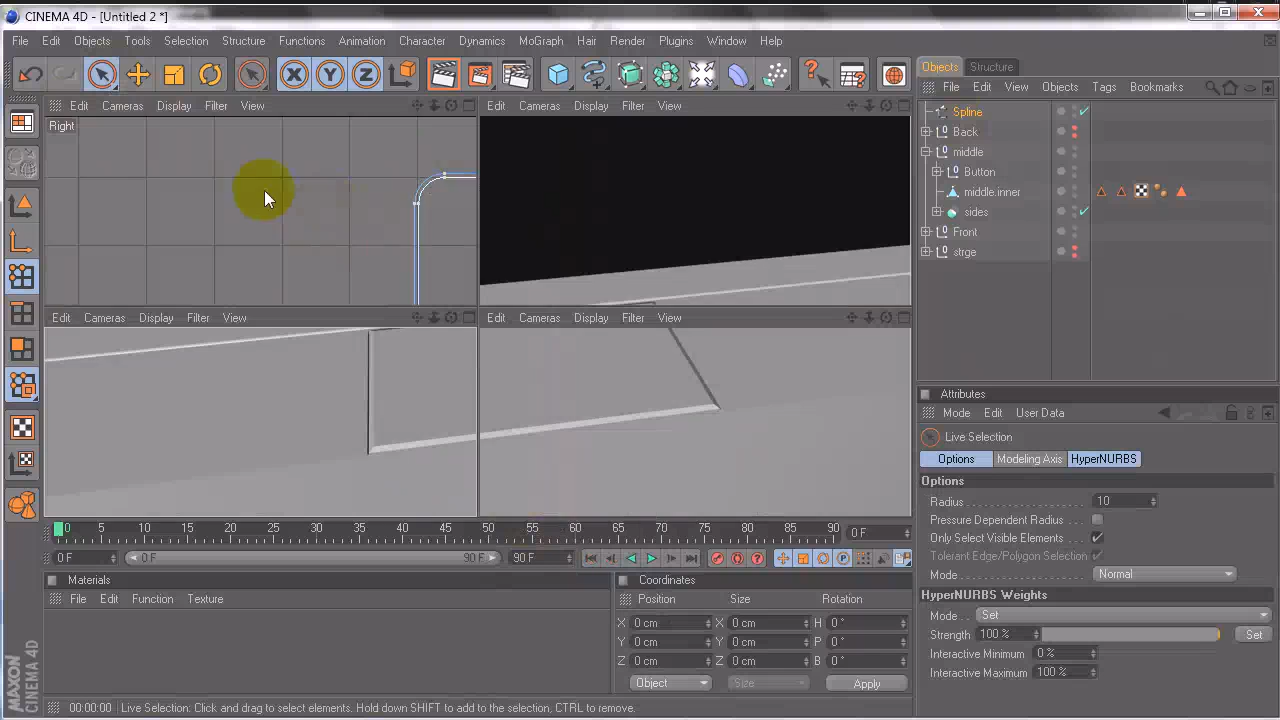 CINEMA 4D - [Untitled 2 *]
File Edit Objects Tools Selection Structure Functions Animation Character Dynamics MoGraph Hair Render Plugins Window Help
Objects Structure
File Edit View Objects Tags Bookmarks
Edit Cameras Display Filter View
Edit Cameras Display Filter View
Right
Spline
Back
middle
Button
middle.inner
sides
Front
strge
Edit Cameras Display Filter View
Edit Cameras Display Filter View
Attributes
Mode Edit User Data
Live Selection
Options Modeling Axis HyperNURBS
Options
Radius 10
Pressure Dependent Radius
Only Select Visible Elements
Tolerant Edge/Polygon Selection
Mode Normal
HyperNURBS Weights
Mode Set
Strength 100 % Set
Interactive Minimum 0 %
Interactive Maximum 100 %
0 5 10 15 20 25 30 35 40 45 50 55 60 65 70 75 80 85 90 0 F
0 F 0 F 90 F 90 F
Materials
File Edit Function Texture
Coordinates
Position Size Rotation
X 0 cm X 0 cm H 0 °
Y 0 cm Y 0 cm P 0 °
Z 0 cm Z 0 cm B 0 °
Object Size Apply
MAXON CINEMA 4D
00:00:00 Live Selection: Click and drag to select elements. Hold down SHIFT to add to the selection, CTRL to remove.